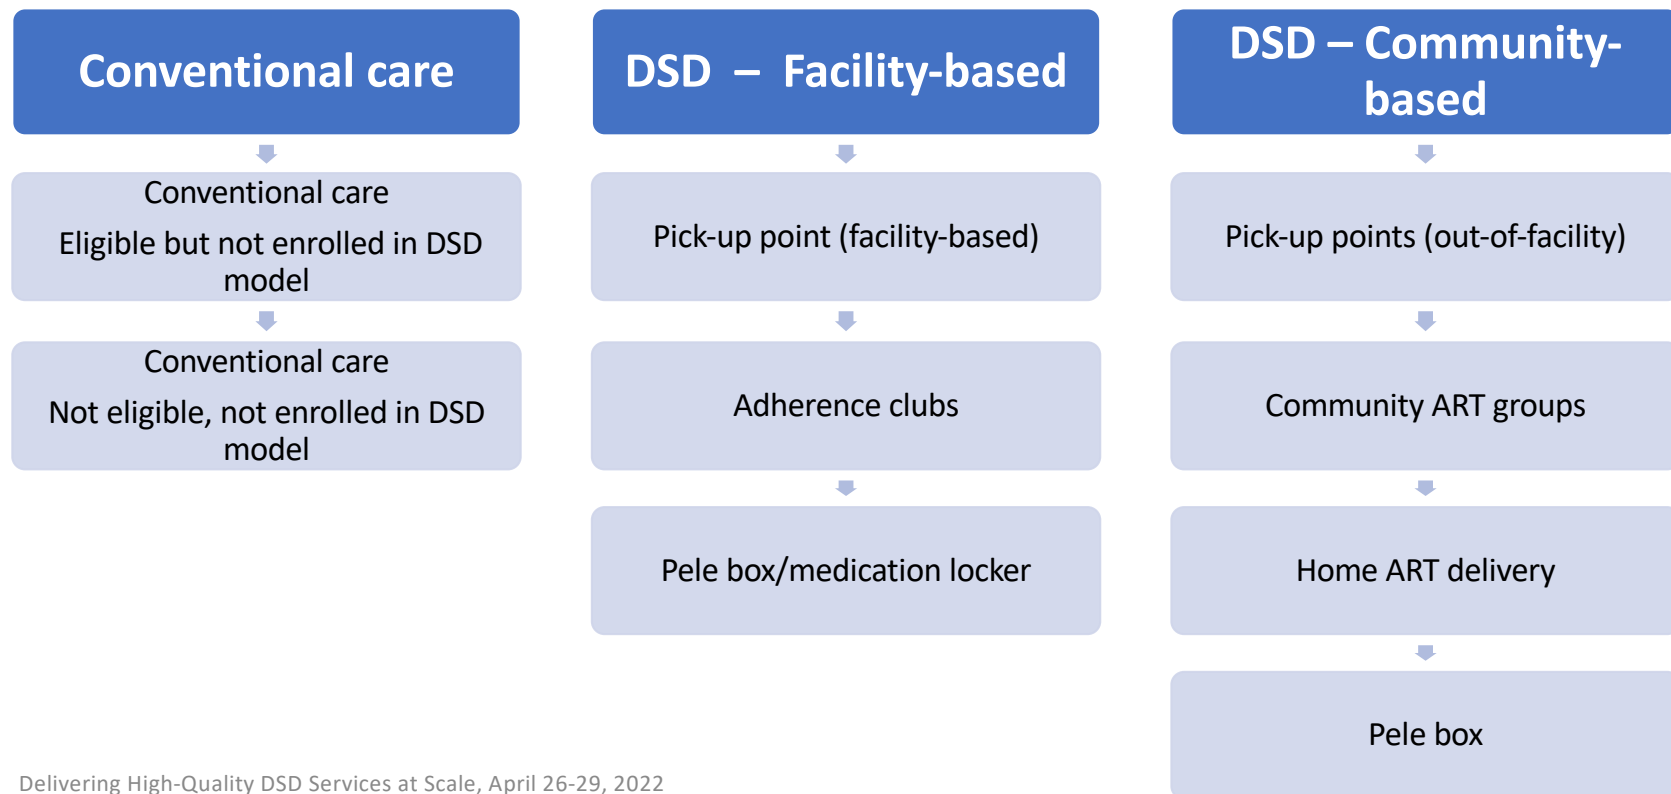 Conventional care
Conventional care
Eligible but not enrolled in DSD
model
Conventional care
Not eligible, not enrolled in DSD
model
DSD – Facility-based
Pick-up point (facility-based)
Adherence clubs
Pele box/medication locker
DSD – Community-
based
Pick-up points (out-of-facility)
Community ART groups
Home ART delivery
Pele box
Delivering High-Quality DSD Services at Scale, April 26-29, 2022